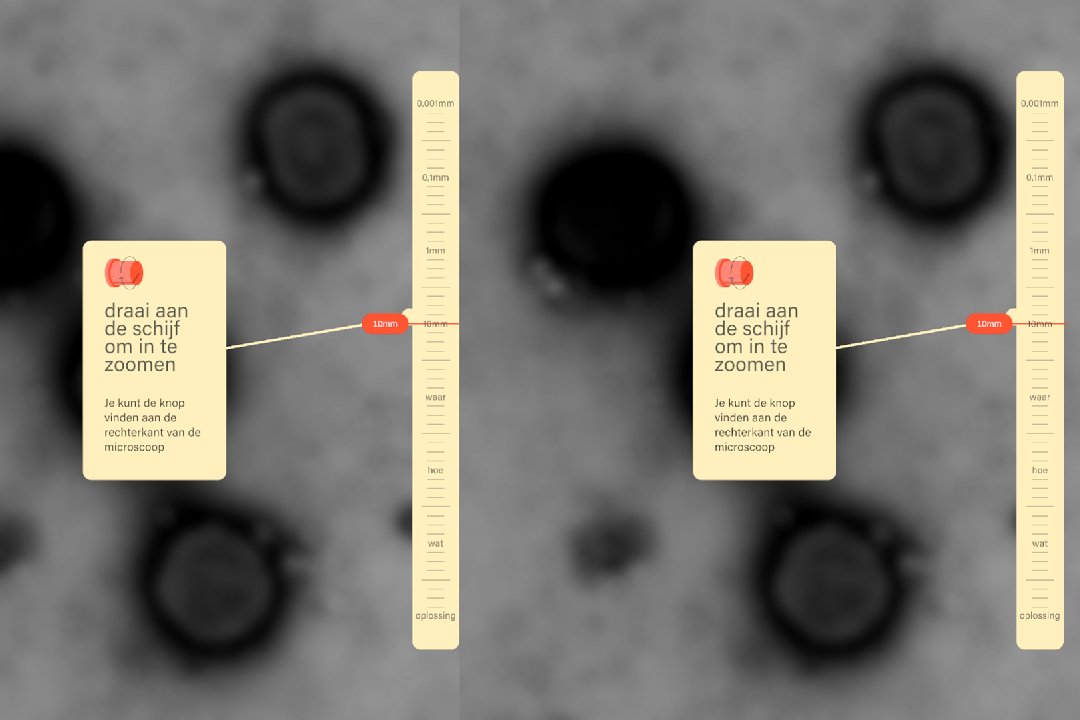 0,001mm
0,1mm
1mm
10mm
10mm
waar
hoe
wat
oplossing
draai aan
de schijf
om in te
zoomen
Je kunt de knop
vinden aan de
rechterkant van de
microscoop
0,001mm
0,1mm
1mm
10mm
10mm
waar
hoe
wat
oplossing
draai aan
de schijf
om in te
zoomen
Je kunt de knop
vinden aan de
rechterkant van de
microscoop